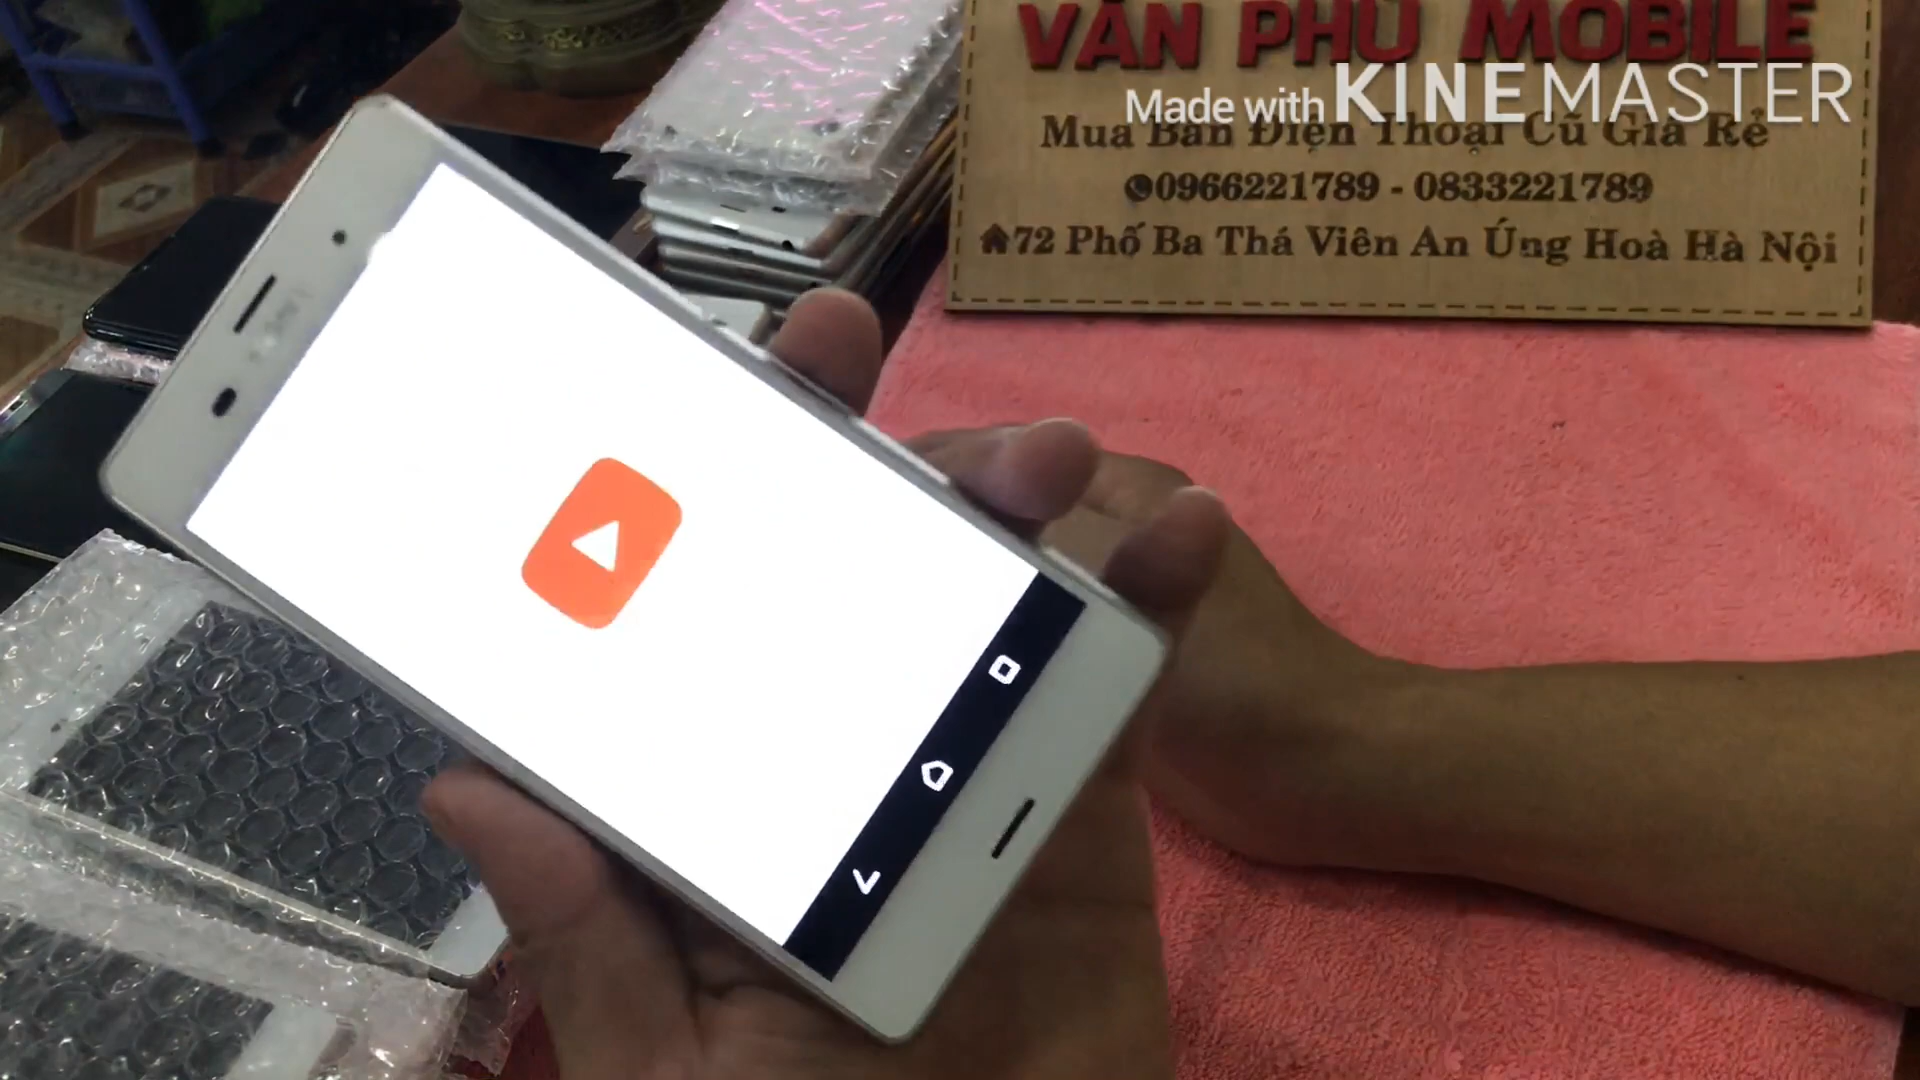 VĂN PHÚ MOBILE
Made with KINEMASTER
Mua Bán Điện Thoại Cũ Giá Rẻ
0966221789 - 0833221789
72 Phố Ba Thá Viên An Ứng Hoà Hà Nội